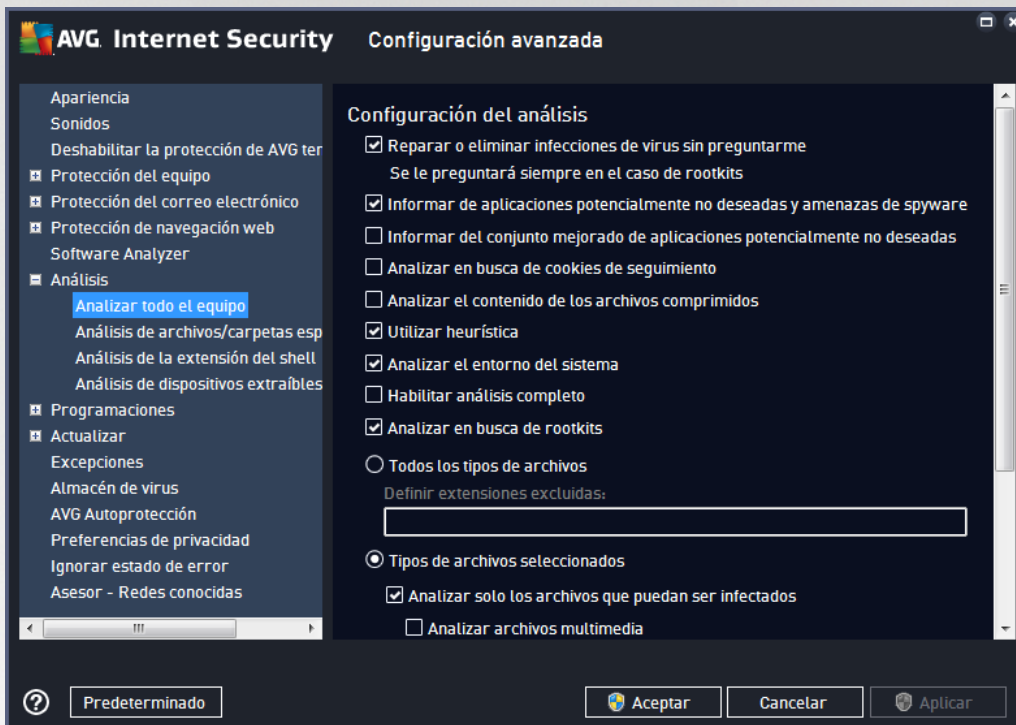 AVG. Internet Security Configuración avanzada
Apariencia
Sonidos
Deshabilitar la protección de AVG ter
Protección del equipo
Protección del correo electrónico
Protección de navegación web
Software Analyzer
Análisis
Analizar todo el equipo
Análisis de archivos/carpetas esp
Análisis de la extensión del shell
Análisis de dispositivos extraíbles
Programaciones
Actualizar
Excepciones
Almacén de virus
AVG Autoprotección
Preferencias de privacidad
Ignorar estado de error
Asesor - Redes conocidas
Configuración del análisis
Reparar o eliminar infecciones de virus sin preguntarme
Se le preguntará siempre en el caso de rootkits
Informar de aplicaciones potencialmente no deseadas y amenazas de spyware
Informar del conjunto mejorado de aplicaciones potencialmente no deseadas
Analizar en busca de cookies de seguimiento
Analizar el contenido de los archivos comprimidos
Utilizar heurística
Analizar el entorno del sistema
Habilitar análisis completo
Analizar en busca de rootkits
Todos los tipos de archivos
Definir extensiones excluidas:
Tipos de archivos seleccionados
Analizar solo los archivos que puedan ser infectados
Analizar archivos multimedia
? Predeterminado Aceptar Cancelar Aplicar